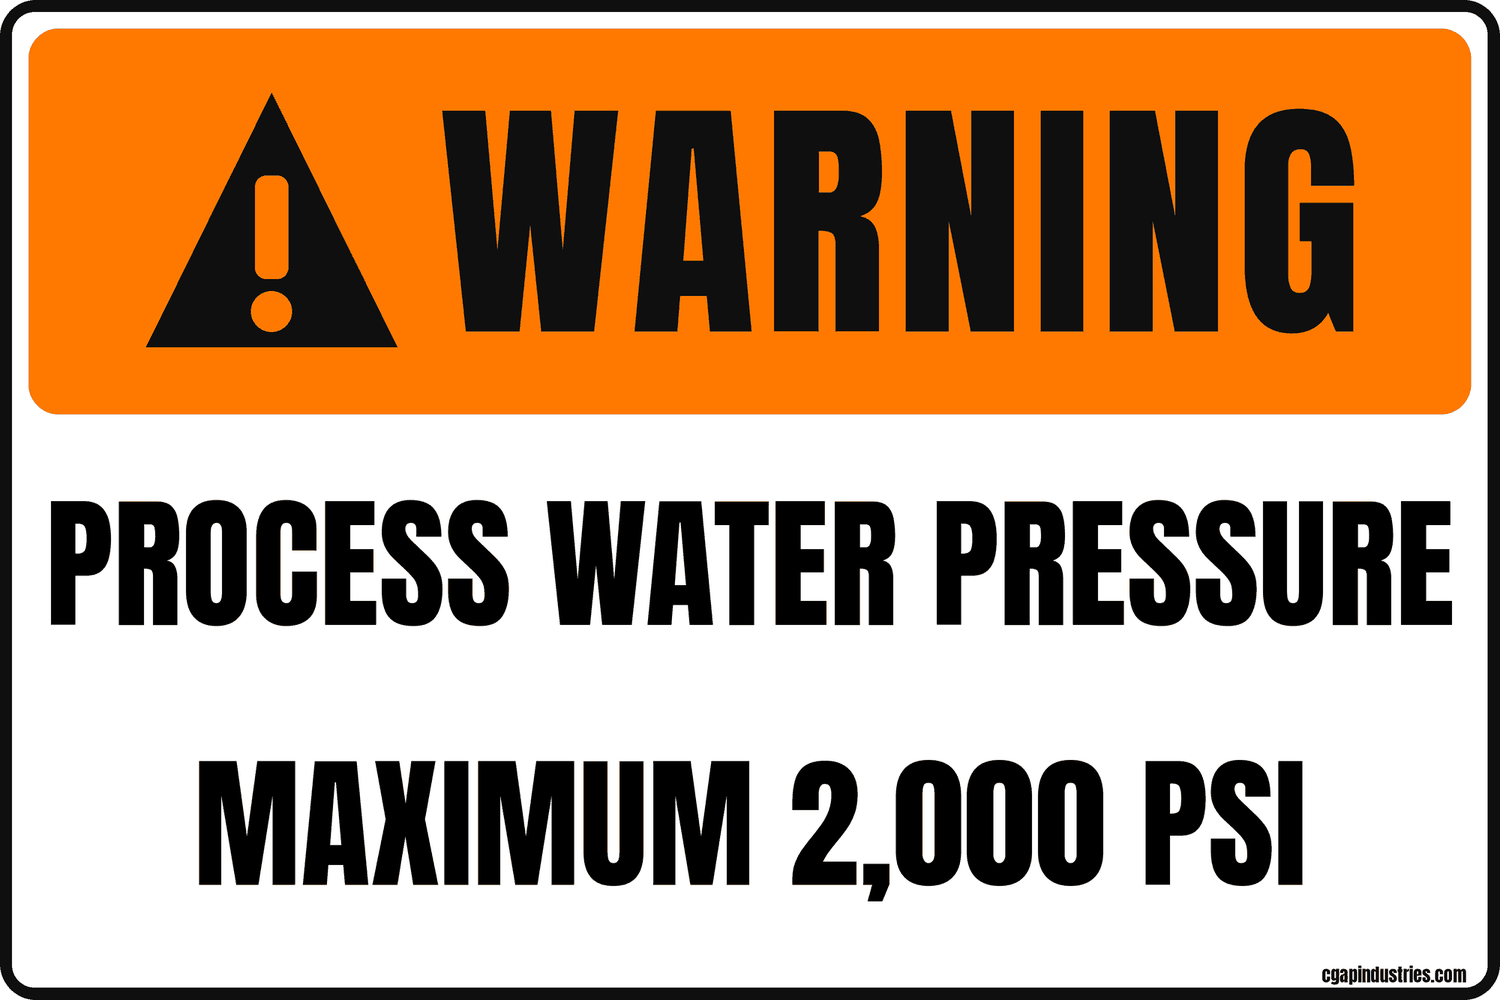 WARNING
PROCESS WATER PRESSURE
MAXIMUM 2,000 PSI
cgapindustries.com